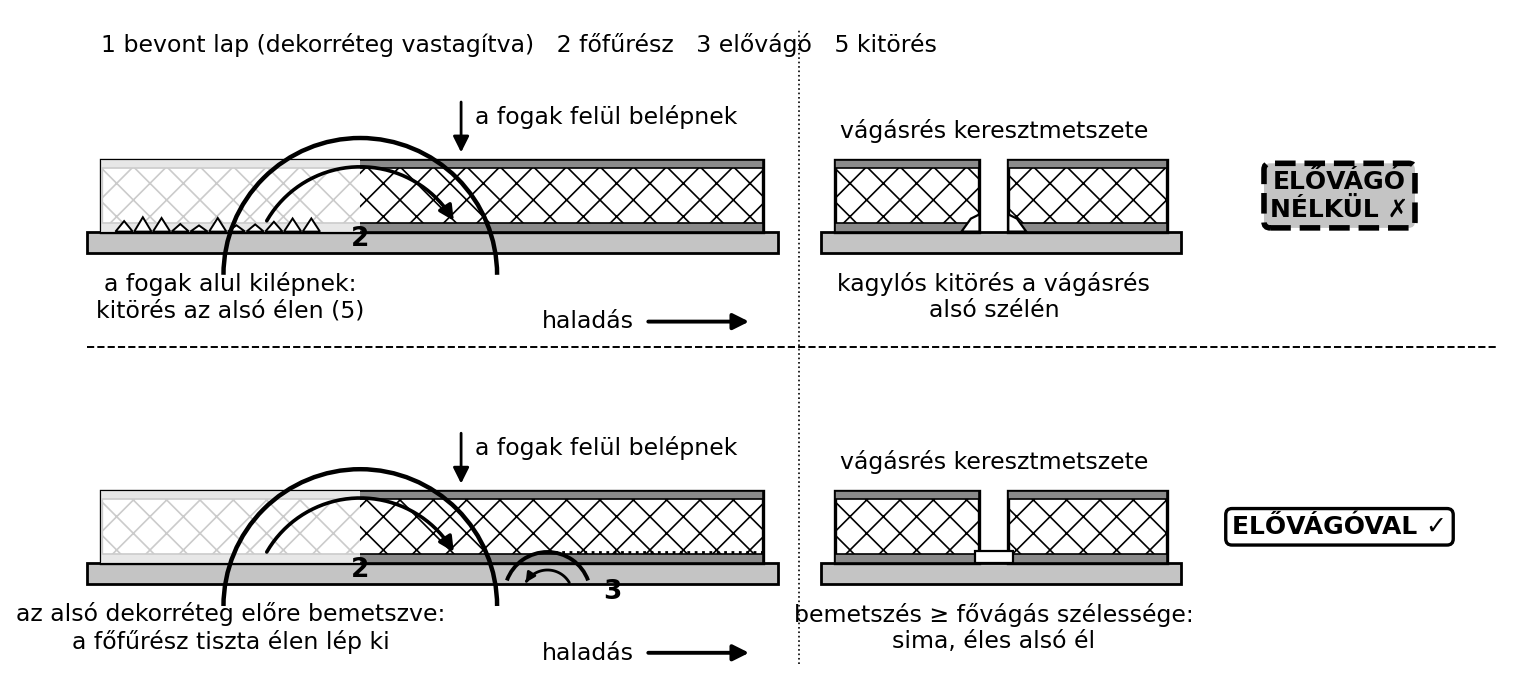 1 bevont lap (dekorréteg vastagítva)   2 főfűrész   3 elővágó   5 kitörés
a fogak felül belépnek
vágásrés keresztmetszete
ELŐVÁGÓ
NÉLKÜL ✗
2
a fogak alul kilépnek:
kitörés az alsó élen (5)
kagylós kitörés a vágásrés
alsó szélén
haladás
a fogak felül belépnek
vágásrés keresztmetszete
ELŐVÁGÓVAL ✓
2
3
az alsó dekorréteg előre bemetszve:
a főfűrész tiszta élen lép ki
bemetszés ≥ fővágás szélessége:
sima, éles alsó él
haladás